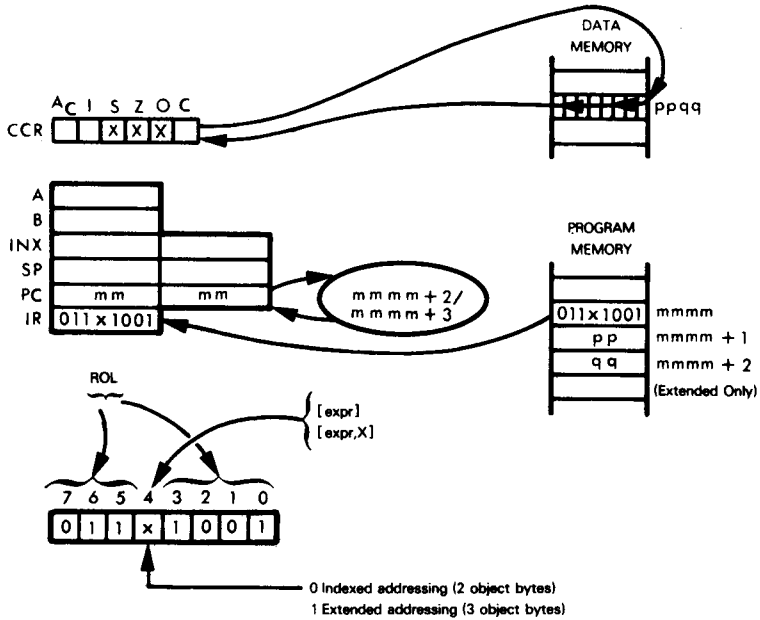 DATA
MEMORY
A C I S Z O C
CCR X X X
ppqq
A
B
INX
SP
PC mm mm
IR 011x1001
mmmm + 2/
mmmm + 3
PROGRAM
MEMORY
011x1001 mmmm
pp mmmm + 1
qq mmmm + 2
(Extended Only)
ROL
[expr]
[expr,X]
7 6 5 4 3 2 1 0
0 1 1 x 1 0 0 1
0 Indexed addressing (2 object bytes)
1 Extended addressing (3 object bytes)